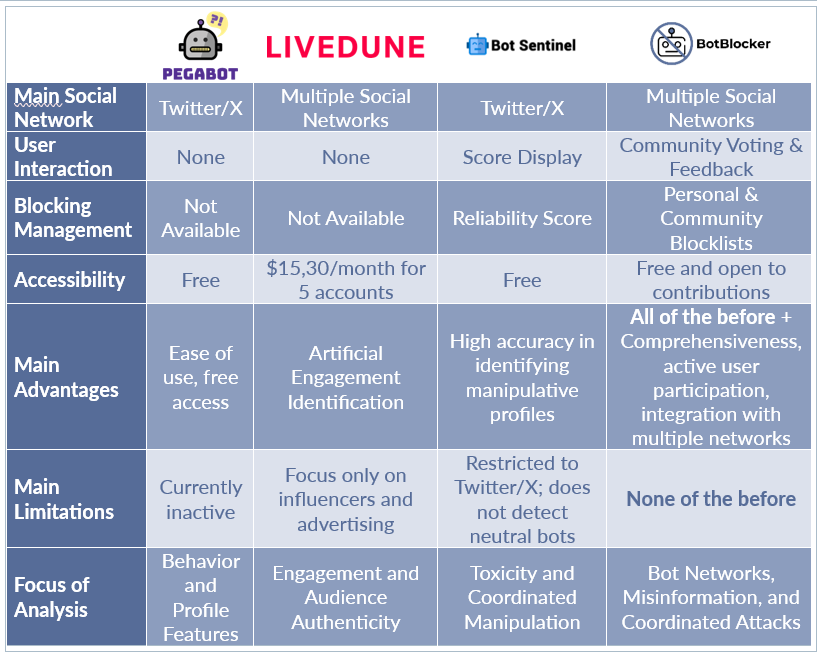 ?!
PEGABOT
LIVEDUNE
Bot Sentinel
BotBlocker
Main Social
Network
Twitter/X
Multiple Social
Networks
Twitter/X
Multiple Social
Networks
User
Interaction
None
None
Score Display
Community Voting &
Feedback
Blocking
Management
Not
Available
Not Available
Reliability Score
Personal &
Community
Blocklists
Accessibility
Free
$15,30/month for
5 accounts
Free
Free and open to
contributions
Main
Advantages
Ease of
use, free
access
Artificial
Engagement
Identification
High accuracy in
identifying
manipulative
profiles
All of the before +
Comprehensiveness,
active user
participation,
integration with
multiple networks
Main
Limitations
Currently
inactive
Focus only on
influencers and
advertising
Restricted to
Twitter/X; does
not detect
neutral bots
None of the before
Focus of
Analysis
Behavior
and
Profile
Features
Engagement and
Audience
Authenticity
Toxicity and
Coordinated
Manipulation
Bot Networks,
Misinformation, and
Coordinated Attacks